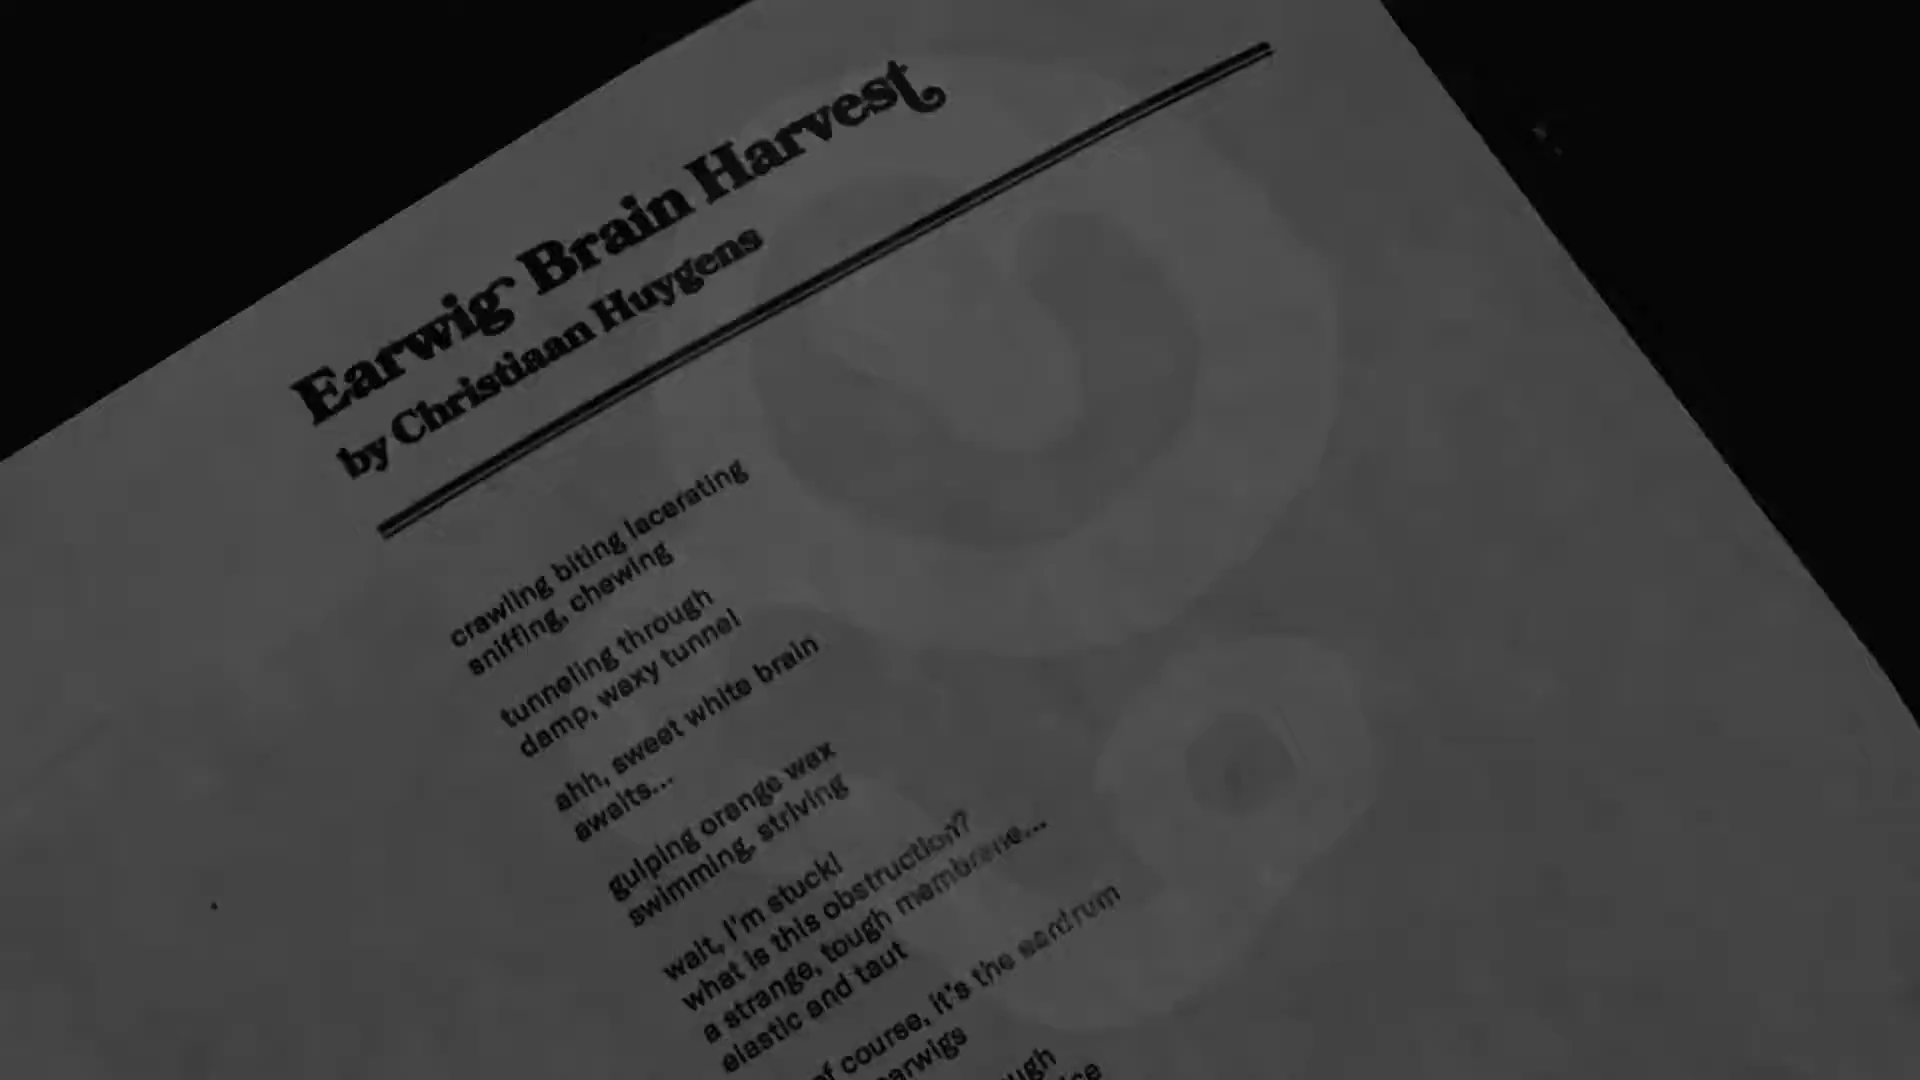 Earwig Brain Harvest
by Christiaan Huygens
crawling biting lacerating
sniffing, chewing
tunneling through
damp, waxy tunnel
ahh, sweet white brain
awaits...
gulping orange wax
swimming, striving
wait, I'm stuck!
what is this obstruction?
a strange, tough membrane...
elastic and taut
of course, it's the eardrum
earwigs